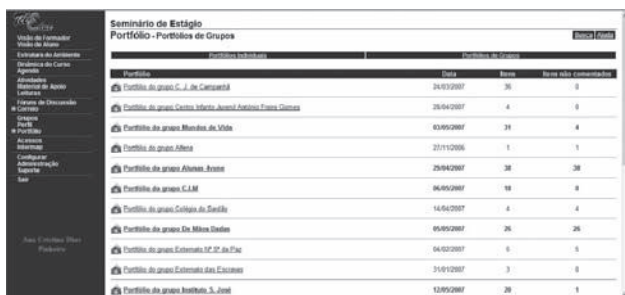 Visão de Formador
Visão de Aluno
Estrutura do Ambiente
Dinâmica do Curso
Agenda
Atividades
Material de Apoio
Leituras
Fóruns de Discussão
Correio
Grupos
Perfil
Portfólio
Acessos
Intermap
Configurar
Administração
Suporte
Sair
Seminário de Estágio
Portfólio - Portfólios de Grupos
Busca Ajuda
Portfólios Individuais Portfólios de Grupos
Portfólio Data Itens Itens não comentados
Portfólio do grupo C. J. de Campanhã 24/03/2007 36 0
Portfólio do grupo Centro Infanto Juvenil António Freire Gomes 28/04/2007 4 0
Portfólio do grupo Mundos de Vida 03/05/2007 31 4
Portfólio do grupo 27/11/2006 1 1
Portfólio do grupo Alunas 29/04/2007 38 38
Portfólio do grupo C.I.M 06/05/2007 18 8
Portfólio do grupo Colégio do Sardão 14/04/2007 4 4
Portfólio do grupo De Mãos Dadas 05/05/2007 26 26
Portfólio do grupo Externato Nª Sª da Paz 04/02/2007 5 5
Portfólio do grupo Externato das Escravas 31/01/2007 3 0
Portfólio do grupo Instituto S. José 12/05/2007 20 1